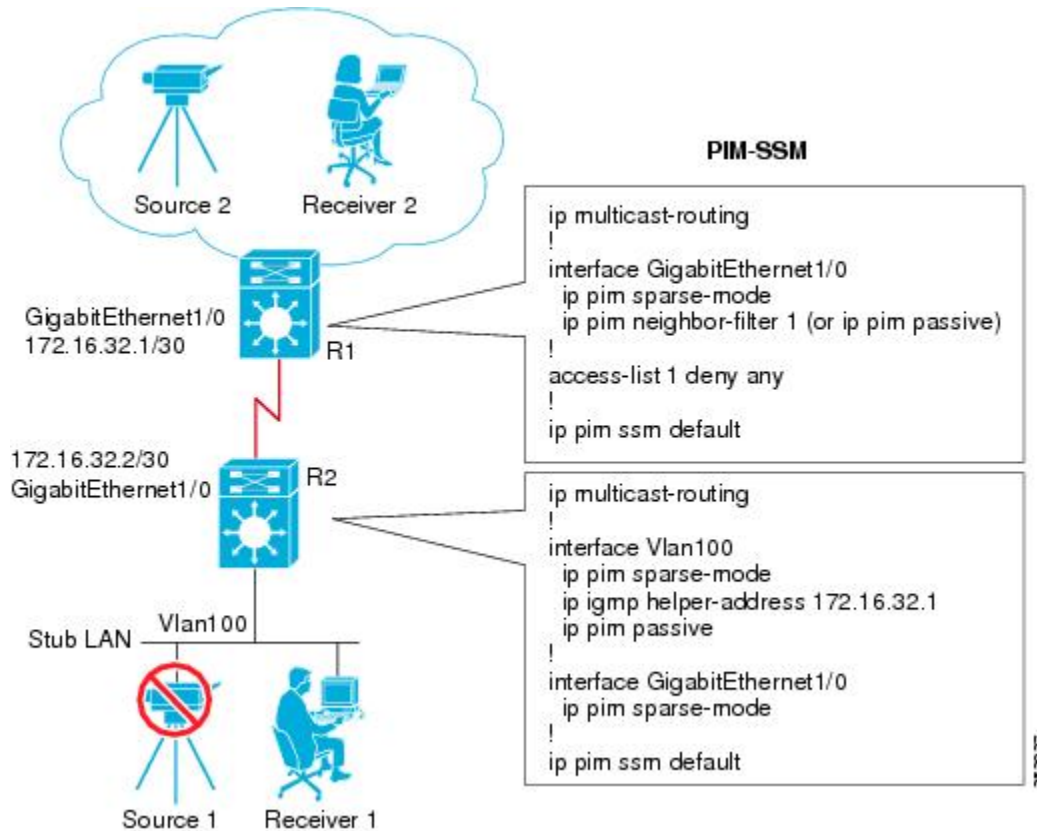 Source 2
Receiver 2
GigabitEthernet1/0
172.16.32.1/30
R1
172.16.32.2/30
GigabitEthernet1/0
R2
Stub LAN
Vlan100
Source 1
Receiver 1
PIM-SSM
ip multicast-routing
!
interface GigabitEthernet1/0
ip pim sparse-mode
ip pim neighbor-filter 1 (or ip pim passive)
!
access-list 1 deny any
!
ip pim ssm default
ip multicast-routing
!
interface Vlan100
ip pim sparse-mode
ip igmp helper-address 172.16.32.1
ip pim passive
!
interface GigabitEthernet1/0
ip pim sparse-mode
!
ip pim ssm default